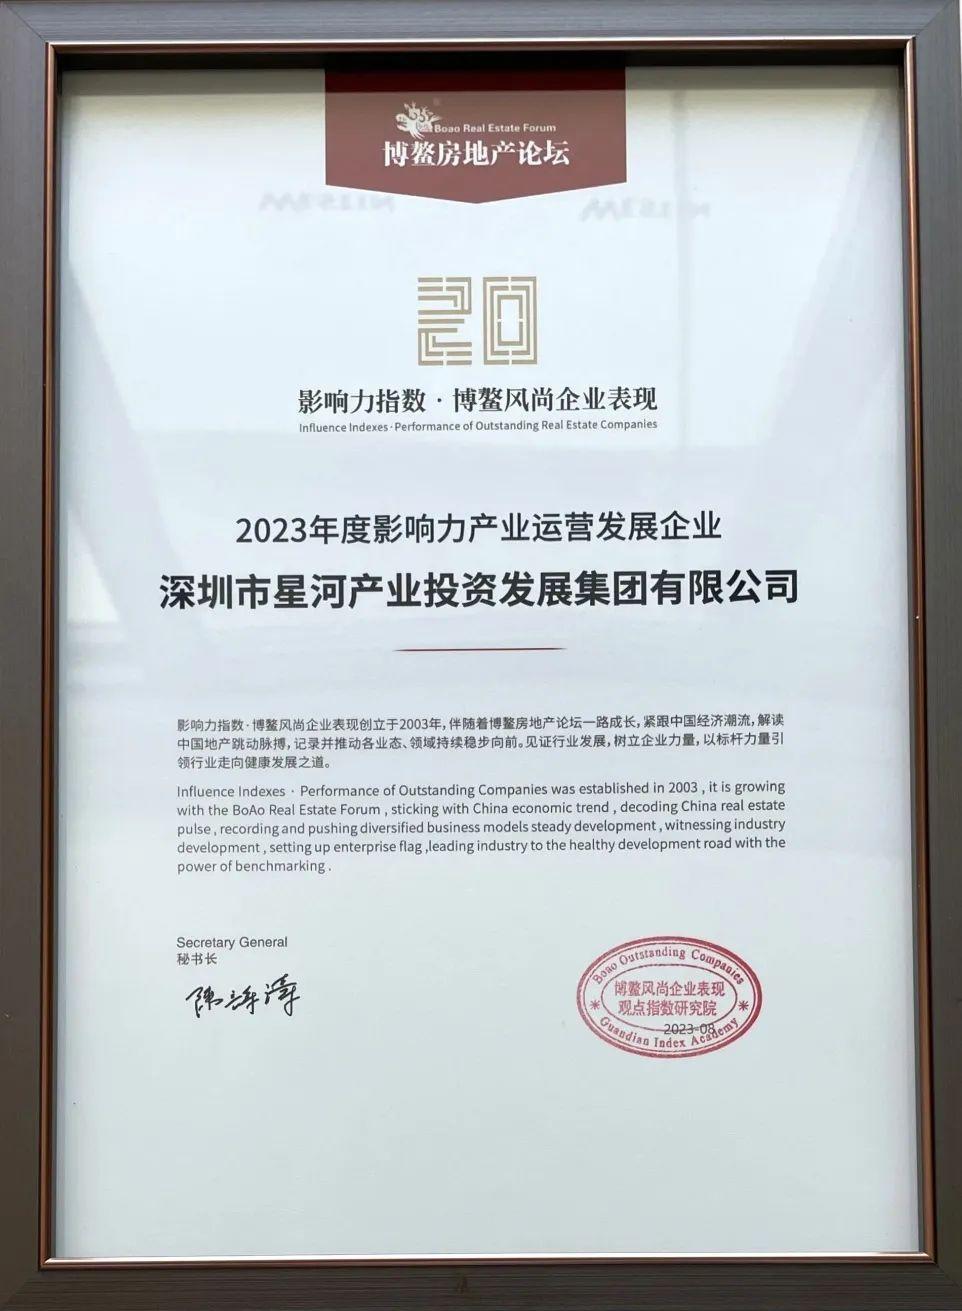 Boao Real Estate Forum
博鳌房地产论坛
20
影响力指数·博鳌风尚企业表现
Influence Indexes·Performance of Outstanding Real Estate Companies
2023年度影响力产业运营发展企业
深圳市星河产业投资发展集团有限公司
影响力指数·博鳌风尚企业表现创立于2003年，伴随着博鳌房地产论坛一路成长，紧跟中国经济潮流，解读
中国地产跳动脉搏，记录并推动各业态、领域持续稳步向前。见证行业发展，树立企业力量，以标杆力量引
领行业走向健康发展之道。
Influence Indexes · Performance of Outstanding Companies was established in 2003 , it is growing
with the BoAo Real Estate Forum , sticking with China economic trend , decoding China real estate
pulse , recording and pushing diversified business models steady development , witnessing industry
development , setting up enterprise flag ,leading industry to the healthy development road with the
power of benchmarking .
Secretary General
秘书长
Boao Outstanding Companies
博鳌风尚企业表现
观点指数研究院
2023-08
Guandian Index Academy